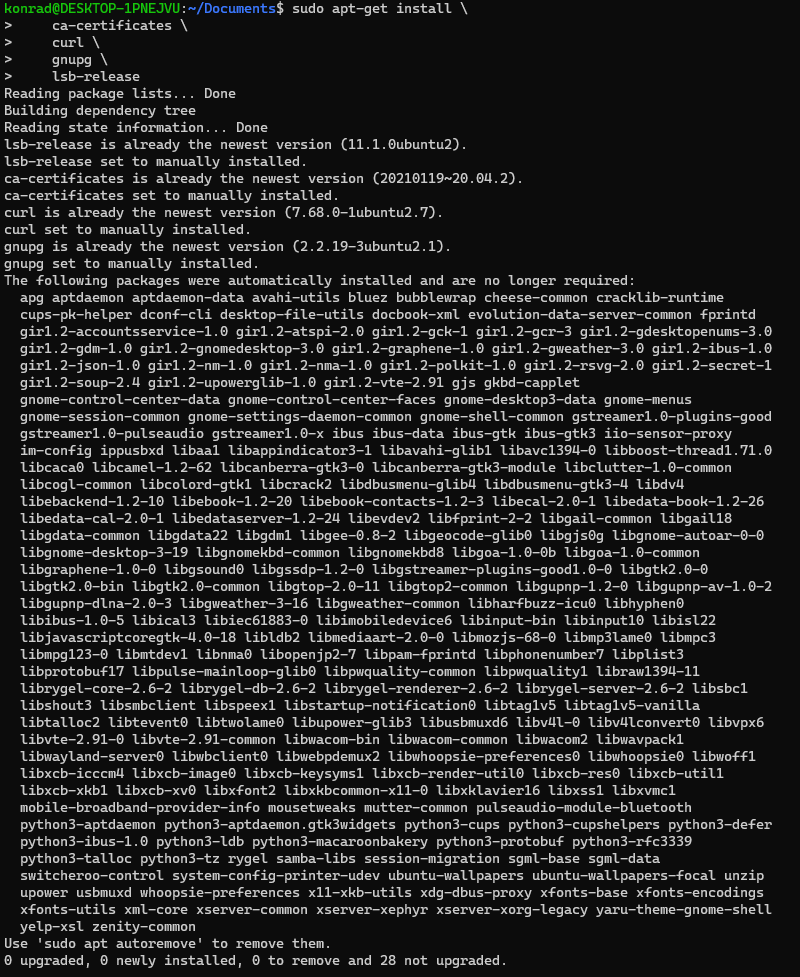 konrad@DESKTOP-1PNEJVU:~/Documents$ sudo apt-get install \
>     ca-certificates \
>     curl \
>     gnupg \
>     lsb-release
Reading package lists... Done
Building dependency tree
Reading state information... Done
lsb-release is already the newest version (11.1.0ubuntu2).
lsb-release set to manually installed.
ca-certificates is already the newest version (20210119~20.04.2).
ca-certificates set to manually installed.
curl is already the newest version (7.68.0-1ubuntu2.7).
curl set to manually installed.
gnupg is already the newest version (2.2.19-3ubuntu2.1).
gnupg set to manually installed.
The following packages were automatically installed and are no longer required:
  apg aptdaemon aptdaemon-data avahi-utils bluez bubblewrap cheese-common cracklib-runtime
  cups-pk-helper dconf-cli desktop-file-utils docbook-xml evolution-data-server-common fprintd
  gir1.2-accountsservice-1.0 gir1.2-atspi-2.0 gir1.2-gck-1 gir1.2-gcr-3 gir1.2-gdesktopenums-3.0
  gir1.2-gdm-1.0 gir1.2-gnomedesktop-3.0 gir1.2-graphene-1.0 gir1.2-gweather-3.0 gir1.2-ibus-1.0
  gir1.2-json-1.0 gir1.2-nm-1.0 gir1.2-nma-1.0 gir1.2-polkit-1.0 gir1.2-rsvg-2.0 gir1.2-secret-1
  gir1.2-soup-2.4 gir1.2-upowerglib-1.0 gir1.2-vte-2.91 gjs gkbd-capplet
  gnome-control-center-data gnome-control-center-faces gnome-desktop3-data gnome-menus
  gnome-session-common gnome-settings-daemon-common gnome-shell-common gstreamer1.0-plugins-good
  gstreamer1.0-pulseaudio gstreamer1.0-x ibus ibus-data ibus-gtk ibus-gtk3 iio-sensor-proxy
  im-config ippusbxd libaa1 libappindicator3-1 libavahi-glib1 libavc1394-0 libboost-thread1.71.0
  libcaca0 libcamel-1.2-62 libcanberra-gtk3-0 libcanberra-gtk3-module libclutter-1.0-common
  libcogl-common libcolord-gtk1 libcrack2 libdbusmenu-glib4 libdbusmenu-gtk3-4 libdv4
  libebackend-1.2-10 libebook-1.2-20 libebook-contacts-1.2-3 libecal-2.0-1 libedata-book-1.2-26
  libedata-cal-2.0-1 libedataserver-1.2-24 libevdev2 libfprint-2-2 libgail-common libgail18
  libgdata-common libgdata22 libgdm1 libgee-0.8-2 libgeocode-glib0 libgjs0g libgnome-autoar-0-0
  libgnome-desktop-3-19 libgnomekbd-common libgnomekbd8 libgoa-1.0-0b libgoa-1.0-common
  libgraphene-1.0-0 libgsound0 libgssdp-1.2-0 libgstreamer-plugins-good1.0-0 libgtk2.0-0
  libgtk2.0-bin libgtk2.0-common libgtop-2.0-11 libgtop2-common libgupnp-1.2-0 libgupnp-av-1.0-2
  libgupnp-dlna-2.0-3 libgweather-3-16 libgweather-common libharfbuzz-icu0 libhyphen0
  libibus-1.0-5 libical3 libiec61883-0 libimobiledevice6 libinput-bin libinput10 libisl22
  libjavascriptcoregtk-4.0-18 libldb2 libmediaart-2.0-0 libmozjs-68-0 libmp3lame0 libmpc3
  libmpg123-0 libmtdev1 libnma0 libopenjp2-7 libpam-fprintd libphonenumber7 libplist3
  libprotobuf17 libpulse-mainloop-glib0 libpwquality-common libpwquality1 libraw1394-11
  librygel-core-2.6-2 librygel-db-2.6-2 librygel-renderer-2.6-2 librygel-server-2.6-2 libsbc1
  libshout3 libsmbclient libspeex1 libstartup-notification0 libtag1v5 libtag1v5-vanilla
  libtalloc2 libtevent0 libtwolame0 libupower-glib3 libusbmuxd6 libv4l-0 libv4lconvert0 libvpx6
  libvte-2.91-0 libvte-2.91-common libwacom-bin libwacom-common libwacom2 libwavpack1
  libwayland-server0 libwbclient0 libwebpdemux2 libwhoopsie-preferences0 libwhoopsie0 libwoff1
  libxcb-icccm4 libxcb-image0 libxcb-keysyms1 libxcb-render-util0 libxcb-res0 libxcb-util1
  libxcb-xkb1 libxcb-xv0 libxfont2 libxkbcommon-x11-0 libxklavier16 libxss1 libxvmc1
  mobile-broadband-provider-info mousetweaks mutter-common pulseaudio-module-bluetooth
  python3-aptdaemon python3-aptdaemon.gtk3widgets python3-cups python3-cupshelpers python3-defer
  python3-ibus-1.0 python3-ldb python3-macaroonbakery python3-protobuf python3-rfc3339
  python3-talloc python3-tz rygel samba-libs session-migration sgml-base sgml-data
  switcheroo-control system-config-printer-udev ubuntu-wallpapers ubuntu-wallpapers-focal unzip
  upower usbmuxd whoopsie-preferences x11-xkb-utils xdg-dbus-proxy xfonts-base xfonts-encodings
  xfonts-utils xml-core xserver-common xserver-xephyr xserver-xorg-legacy yaru-theme-gnome-shell
  yelp-xsl zenity-common
Use 'sudo apt autoremove' to remove them.
0 upgraded, 0 newly installed, 0 to remove and 28 not upgraded.